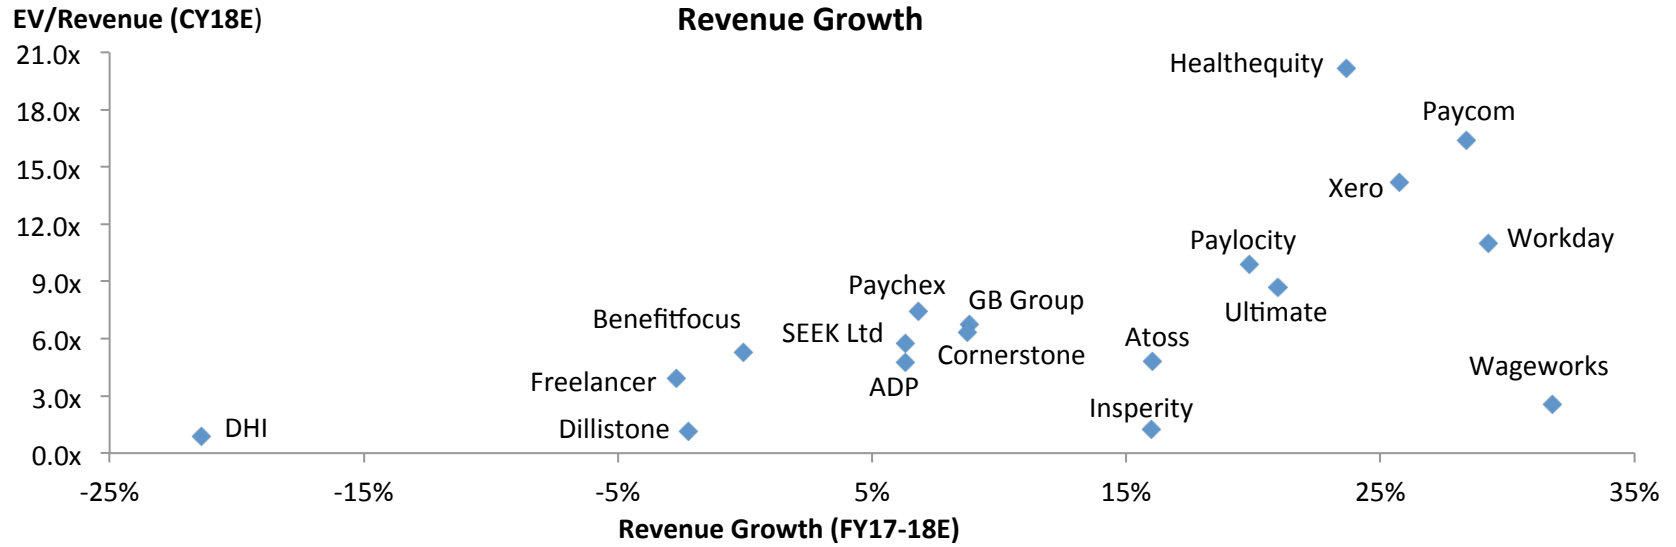 EV/Revenue (CY18E)
Revenue Growth
21.0x
18.0x
15.0x
12.0x
9.0x
6.0x
3.0x
0.0x
Healthequity
Paycom
Xero
Workday
Paylocity
Ultimate
Paychex
GB Group
Benefitfocus
SEEK Ltd
Cornerstone
Atoss
ADP
Freelancer
Wageworks
Insperity
DHI
Dillistone
-25%
-15%
-5%
5%
15%
25%
35%
Revenue Growth (FY17-18E)